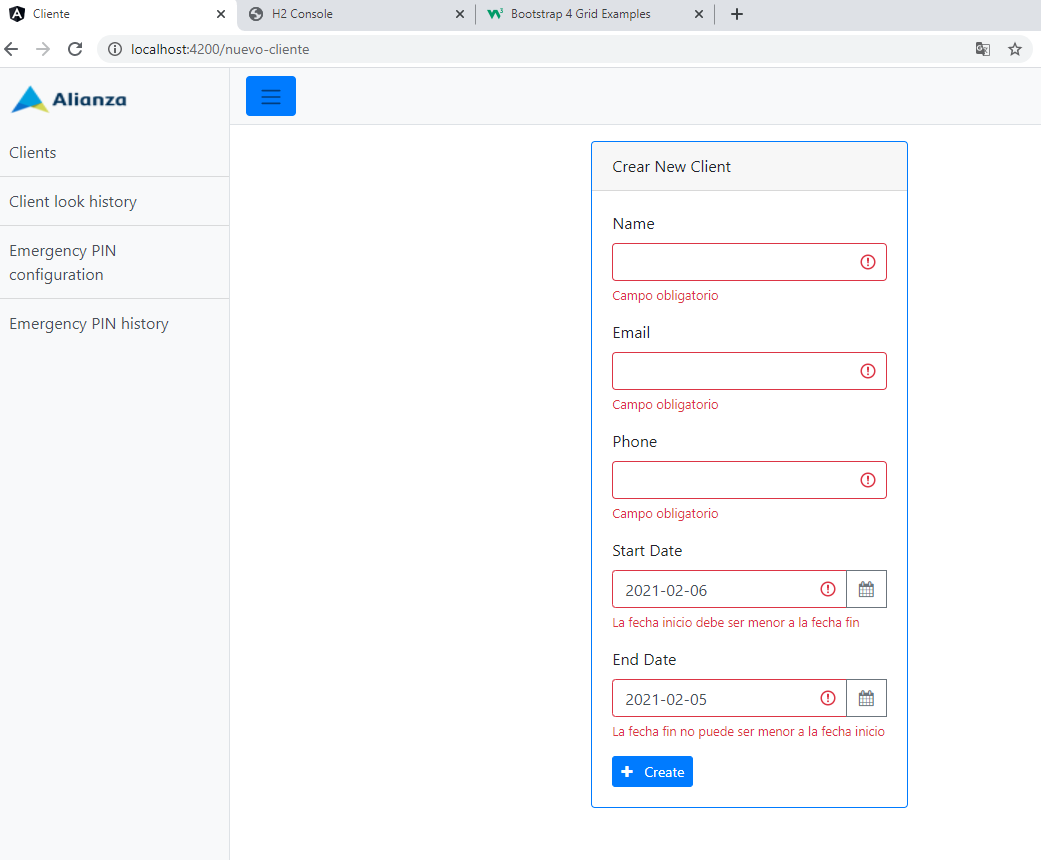 Cliente
H2 Console
Bootstrap 4 Grid Examples
localhost:4200/nuevo-cliente
Alianza
Clients
Client look history
Emergency PIN
configuration
Emergency PIN history
Crear New Client
Name
Campo obligatorio
Email
Campo obligatorio
Phone
Campo obligatorio
Start Date
2021-02-06
La fecha inicio debe ser menor a la fecha fin
End Date
2021-02-05
La fecha fin no puede ser menor a la fecha inicio
Create